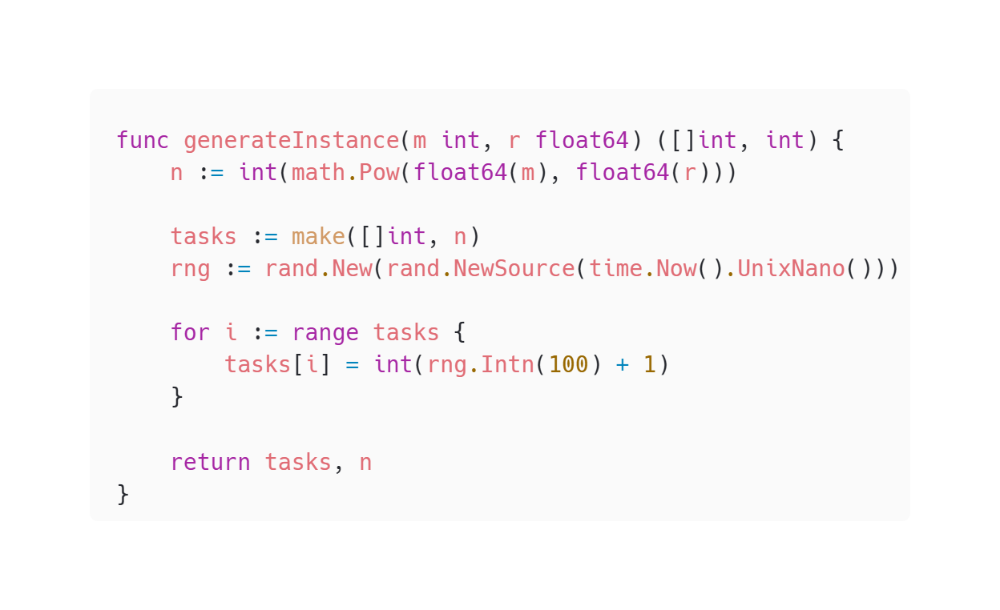 func generateInstance(m int, r float64) ([]int, int) {
    n := int(math.Pow(float64(m), float64(r)))

    tasks := make([]int, n)
    rng := rand.New(rand.NewSource(time.Now().UnixNano()))

    for i := range tasks {
        tasks[i] = int(rng.Intn(100) + 1)
    }

    return tasks, n
}